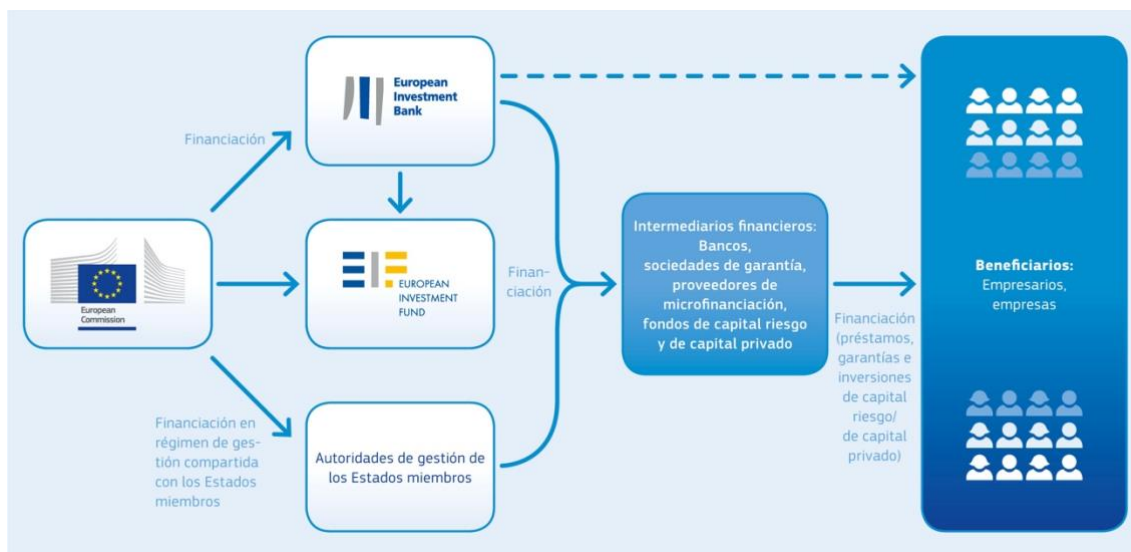 European
Investment
Bank
Financiación
European
Commission
EIF
EUROPEAN
INVESTMENT
FUND
Finan-
ciación
Financiación en
régimen de ges-
tión compartida
con los Estados
miembros
Autoridades de gestión de
los Estados miembros
Intermediarios financieros:
Bancos,
sociedades de garantía,
proveedores de
microfinanciación,
fondos de capital riesgo
y de capital privado
Financiación
(préstamos,
garantías e
inversiones
de capital
riesgo/
de capital
privado)
Beneficiarios:
Empresarios,
empresas